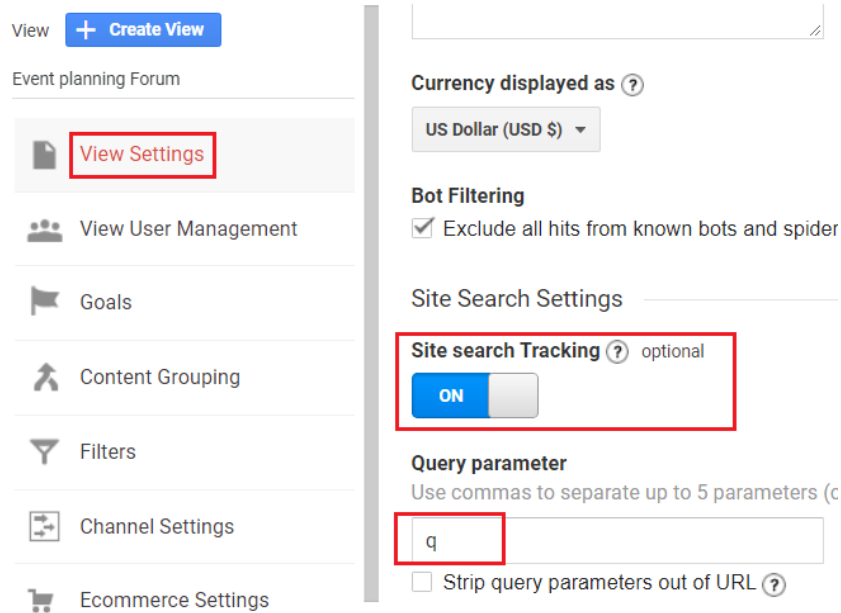 View
+ Create View
Event planning Forum
View Settings
View User Management
Goals
Content Grouping
Filters
Channel Settings
Ecommerce Settings
Currency displayed as ?
US Dollar (USD $)
Bot Filtering
Exclude all hits from known bots and spider
Site Search Settings
Site search Tracking ? optional
ON
Query parameter
Use commas to separate up to 5 parameters (c
q
Strip query parameters out of URL ?